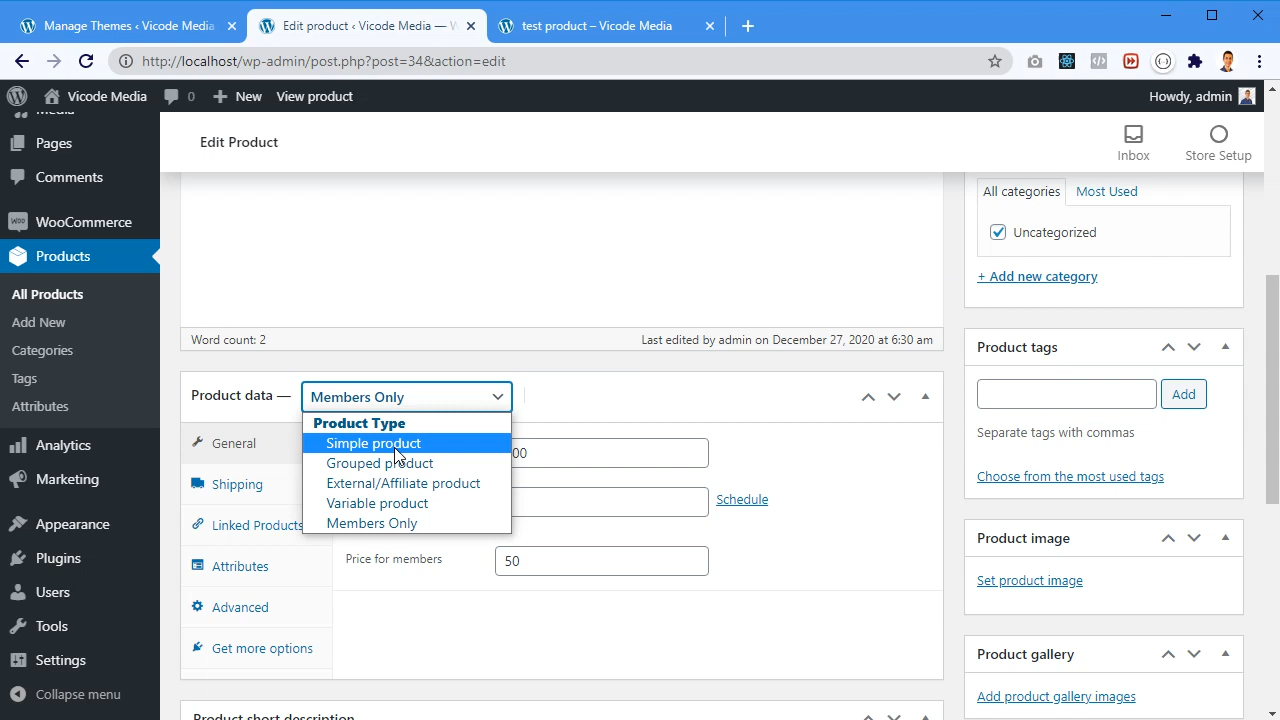 Manage Themes ‹ Vicode Media
Edit product ‹ Vicode Media — W
test product – Vicode Media
http://localhost/wp-admin/post.php?post=34&action=edit
Vicode Media
0
New
View product
Howdy, admin
Media
Pages
Comments
WooCommerce
Products
All Products
Add New
Categories
Tags
Attributes
Analytics
Marketing
Appearance
Plugins
Users
Tools
Settings
Collapse menu
Edit Product
Inbox
Store Setup
Word count: 2
Last edited by admin on December 27, 2020 at 6:30 am
Product data —
Members Only
Product Type
Simple product
Grouped product
External/Affiliate product
Variable product
Members Only
General
Shipping
Linked Products
Attributes
Advanced
Get more options
00
Schedule
Price for members
50
Product short description
All categories
Most Used
Uncategorized
+ Add new category
Product tags
Add
Separate tags with commas
Choose from the most used tags
Product image
Set product image
Product gallery
Add product gallery images